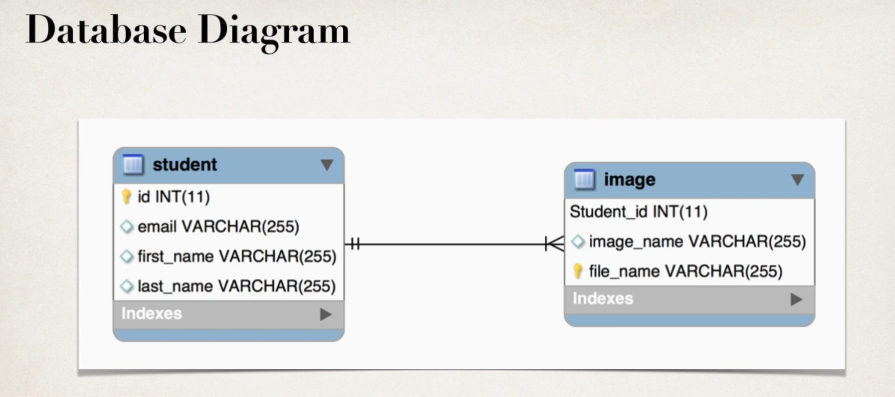 Database Diagram
student
id INT(11)
email VARCHAR(255)
first_name VARCHAR(255)
last_name VARCHAR(255)
Indexes
image
Student_id INT(11)
image_name VARCHAR(255)
file_name VARCHAR(255)
Indexes